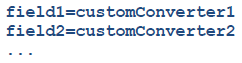 field1=customConverter1
field2=customConverter2
...